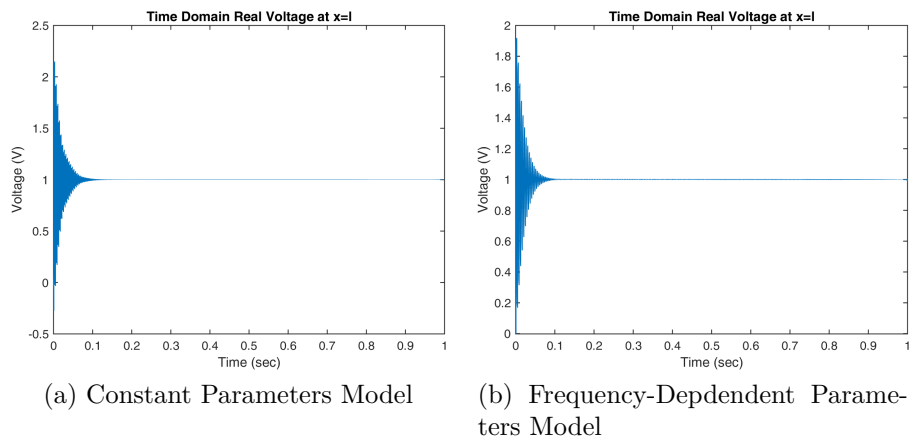 Time Domain Real Voltage at x=l
2.5
2
1.5
1
0.5
0
-0.5
Voltage (V)
0 0.1 0.2 0.3 0.4 0.5 0.6 0.7 0.8 0.9 1
Time (sec)
(a) Constant Parameters Model
Time Domain Real Voltage at x=l
2
1.8
1.6
1.4
1.2
1
0.8
0.6
0.4
0.2
0
Voltage (V)
0 0.1 0.2 0.3 0.4 0.5 0.6 0.7 0.8 0.9 1
Time (sec)
(b) Frequency-Depdendent Parame-
ters Model